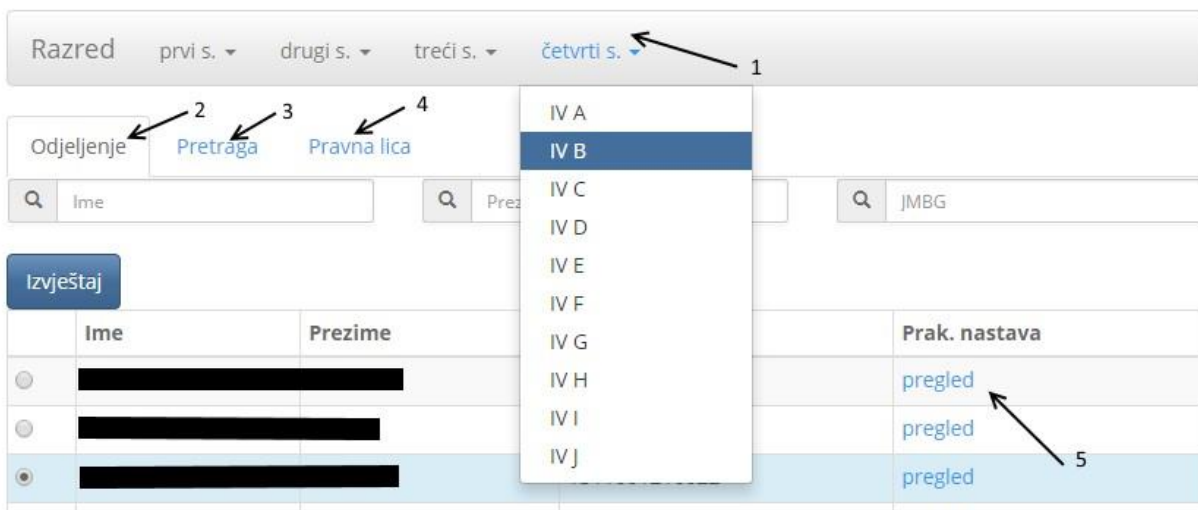 Razred prvi s. drugi s. treći s. četvrti s. 1
2 3 4
Odjeljenje Pretraga Pravna lica
Ime JMBG
IV A
IV B
IV C
IV D
IV E
IV F
IV G
IV H
IV I
IV J
Izvještaj
Ime Prezime Prak. nastava
pregled
pregled
pregled
5